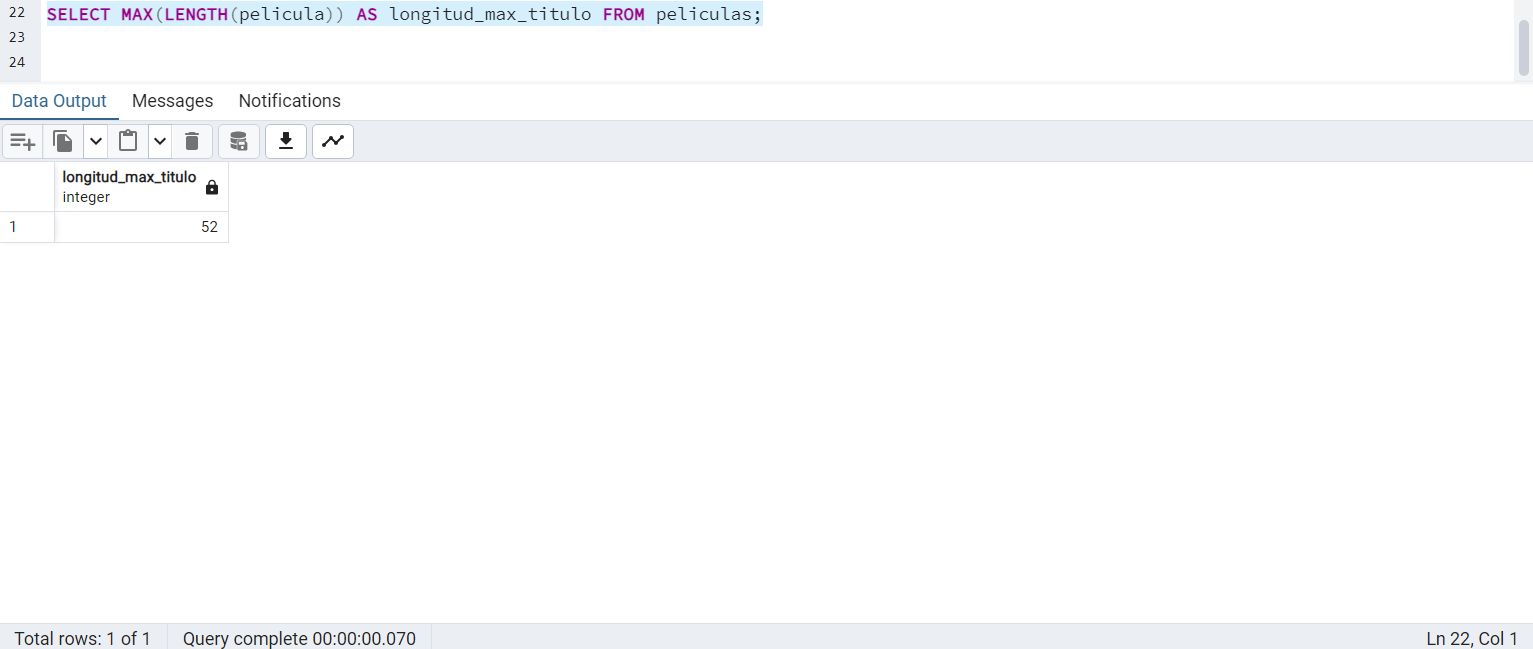 22 SELECT MAX(LENGTH(pelicula)) AS longitud_max_titulo FROM peliculas;
23
24
Data Output Messages Notifications
longitud_max_titulo
integer
1 52
Total rows: 1 of 1 Query complete 00:00:00.070 Ln 22, Col 1